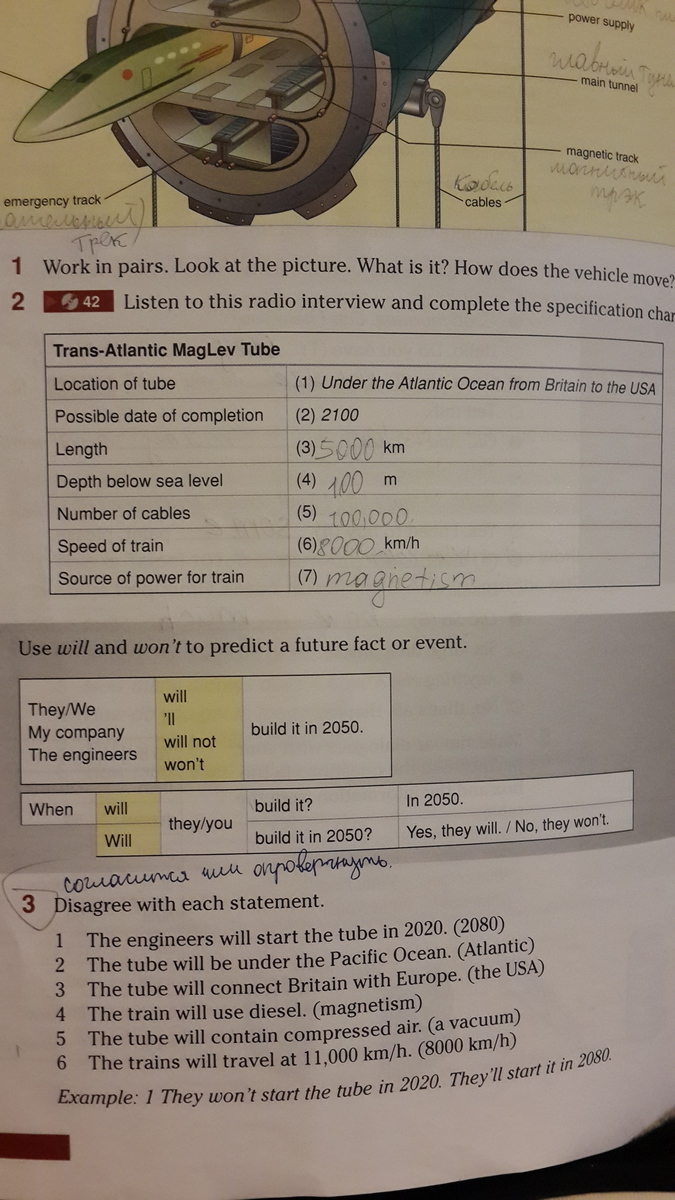 power supply
главный
main tunnel
magnetic track
магнитный
трэк
Кабель
cables
emergency track
трек
1 Work in pairs. Look at the picture. What is it? How does the vehicle move?
2 42 Listen to this radio interview and complete the specification char
Trans-Atlantic MagLev Tube
Location of tube (1) Under the Atlantic Ocean from Britain to the USA
Possible date of completion (2) 2100
Length (3) 5000 km
Depth below sea level (4) 100 m
Number of cables (5) 100,000
Speed of train (6) 8000 km/h
Source of power for train (7) magnetism
Use will and won't to predict a future fact or event.
They/We
My company
The engineers
will
'll
will not
won't
build it in 2050.
When will they/you build it? In 2050.
Will build it in 2050? Yes, they will. / No, they won't.
согласится или опровергнуть.
3 Disagree with each statement.
1 The engineers will start the tube in 2020. (2080)
2 The tube will be under the Pacific Ocean. (Atlantic)
3 The tube will connect Britain with Europe. (the USA)
4 The train will use diesel. (magnetism)
5 The tube will contain compressed air. (a vacuum)
6 The trains will travel at 11,000 km/h. (8000 km/h)
Example: 1 They won't start the tube in 2020. They'll start it in 2080.